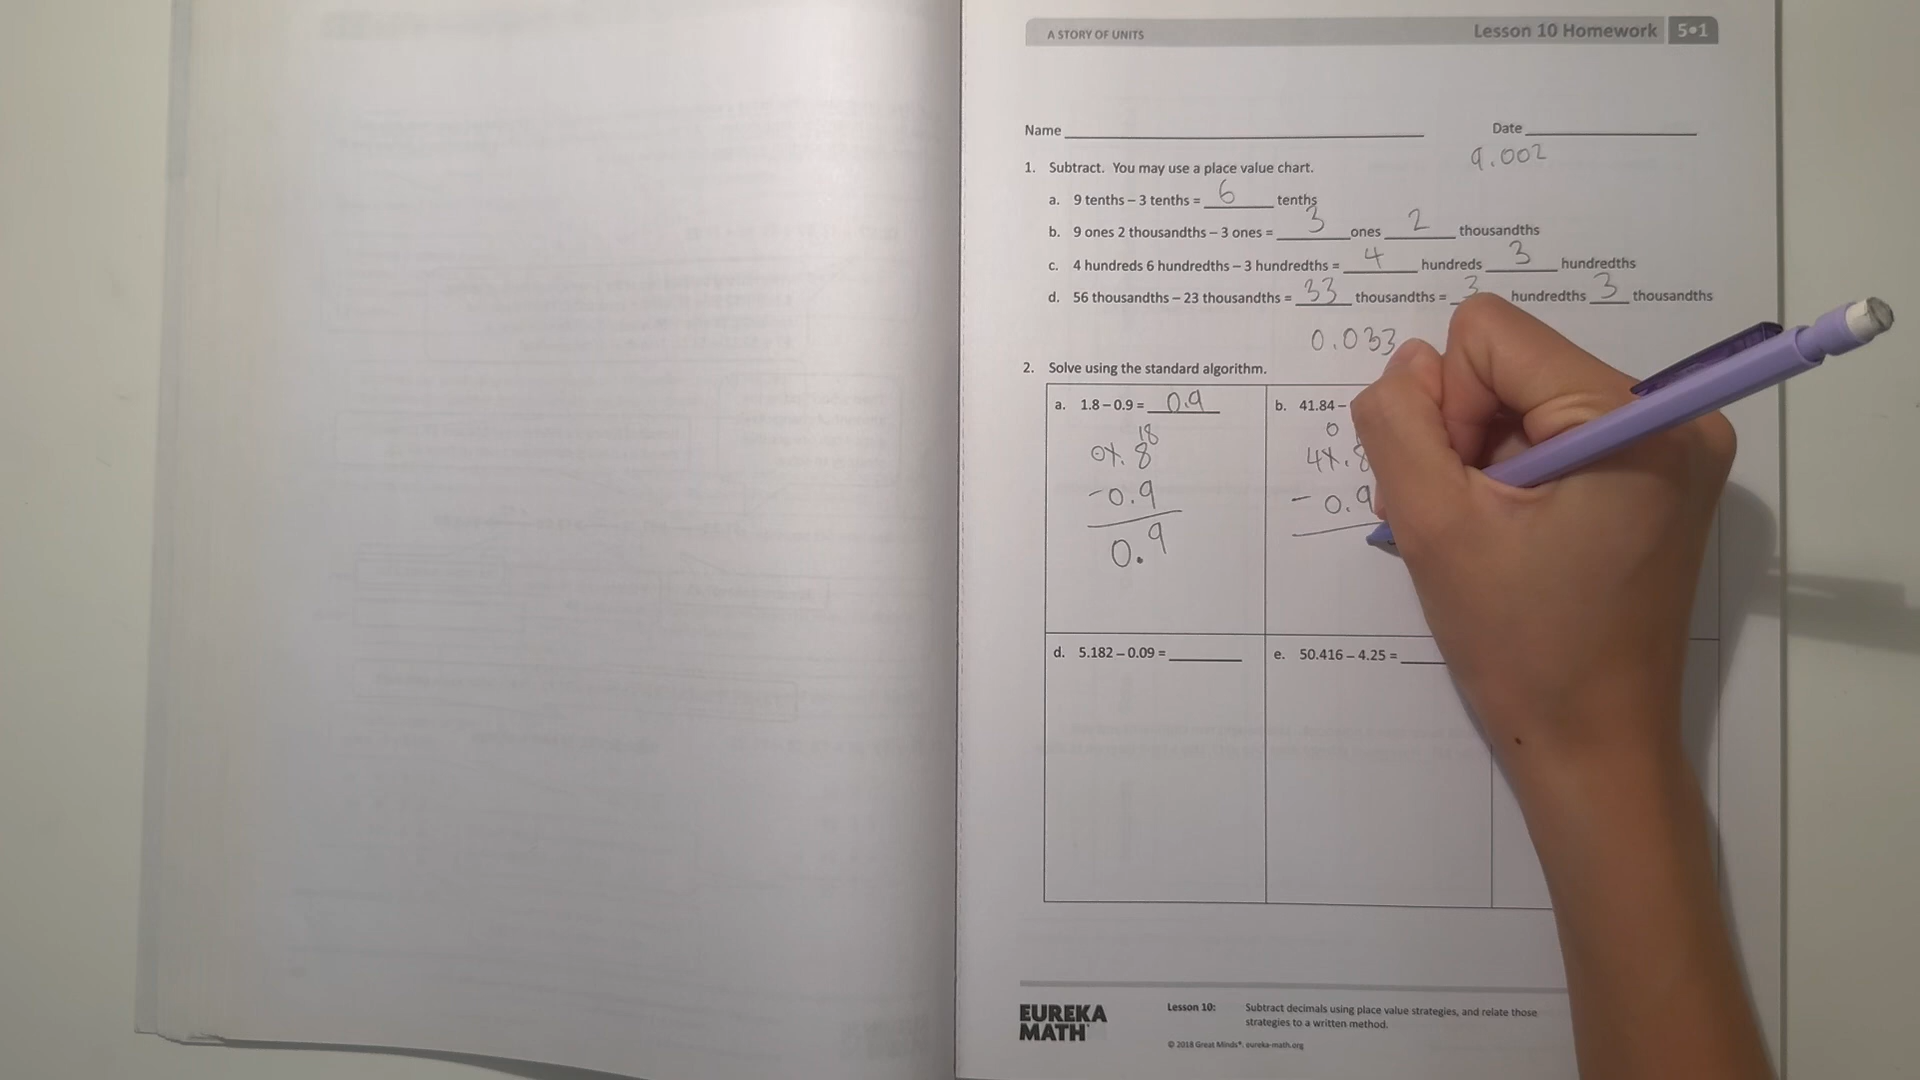 A STORY OF UNITS
Lesson 10 Homework 5•1
Name
Date
9.002
1. Subtract. You may use a place value chart.
a. 9 tenths – 3 tenths = 6 tenths
b. 9 ones 2 thousandths – 3 ones = 3 ones 2 thousandths
c. 4 hundreds 6 hundredths – 3 hundredths = 4 hundreds 3 hundredths
d. 56 thousandths – 23 thousandths = 33 thousandths = 3 hundredths 3 thousandths
0.033
2. Solve using the standard algorithm.
a. 1.8 – 0.9 = 0.9
b. 41.84 –
18
0
01.8
41.8
- 0.9
- 0.9
0.9
d. 5.182 – 0.09 =
e. 50.416 – 4.25 =
EUREKA MATH
Lesson 10: Subtract decimals using place value strategies, and relate those
strategies to a written method.
© 2018 Great Minds®. eureka-math.org